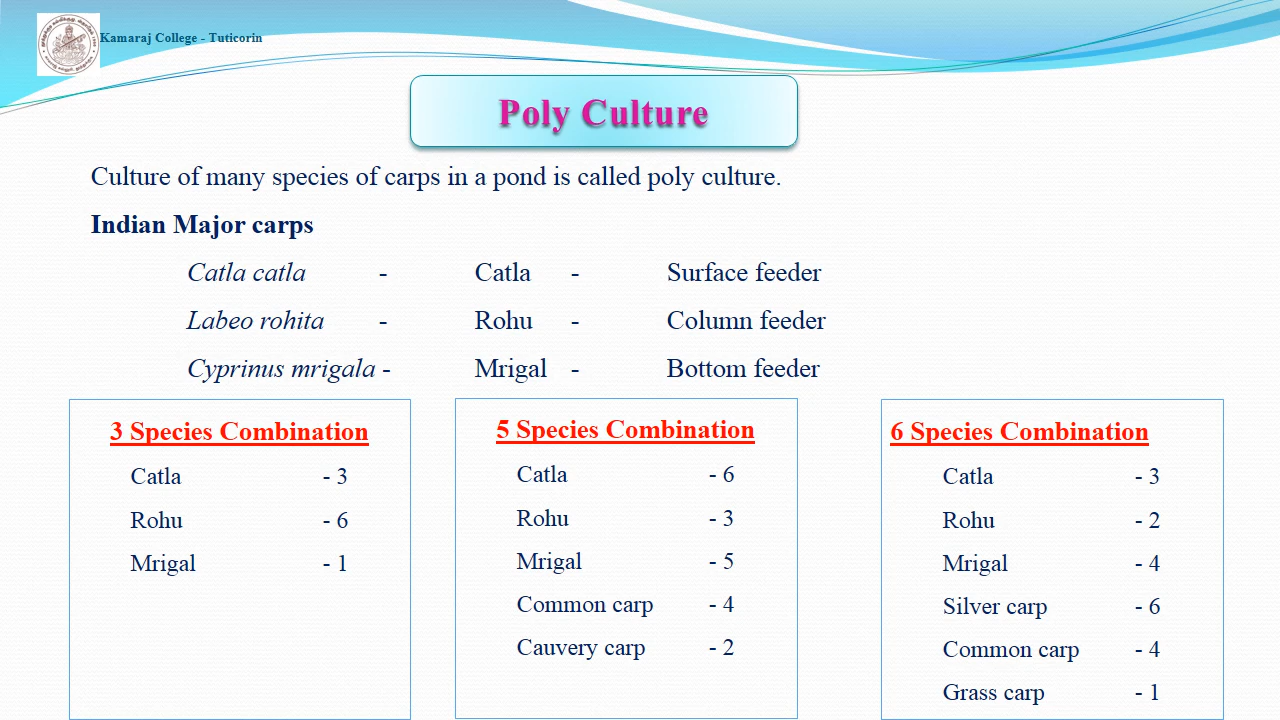 Kamaraj College - Tuticorin
Poly Culture
Culture of many species of carps in a pond is called poly culture.
Indian Major carps
Catla catla - Catla - Surface feeder
Labeo rohita - Rohu - Column feeder
Cyprinus mrigala - Mrigal - Bottom feeder
3 Species Combination
Catla - 3
Rohu - 6
Mrigal - 1
5 Species Combination
Catla - 6
Rohu - 3
Mrigal - 5
Common carp - 4
Cauvery carp - 2
6 Species Combination
Catla - 3
Rohu - 2
Mrigal - 4
Silver carp - 6
Common carp - 4
Grass carp - 1